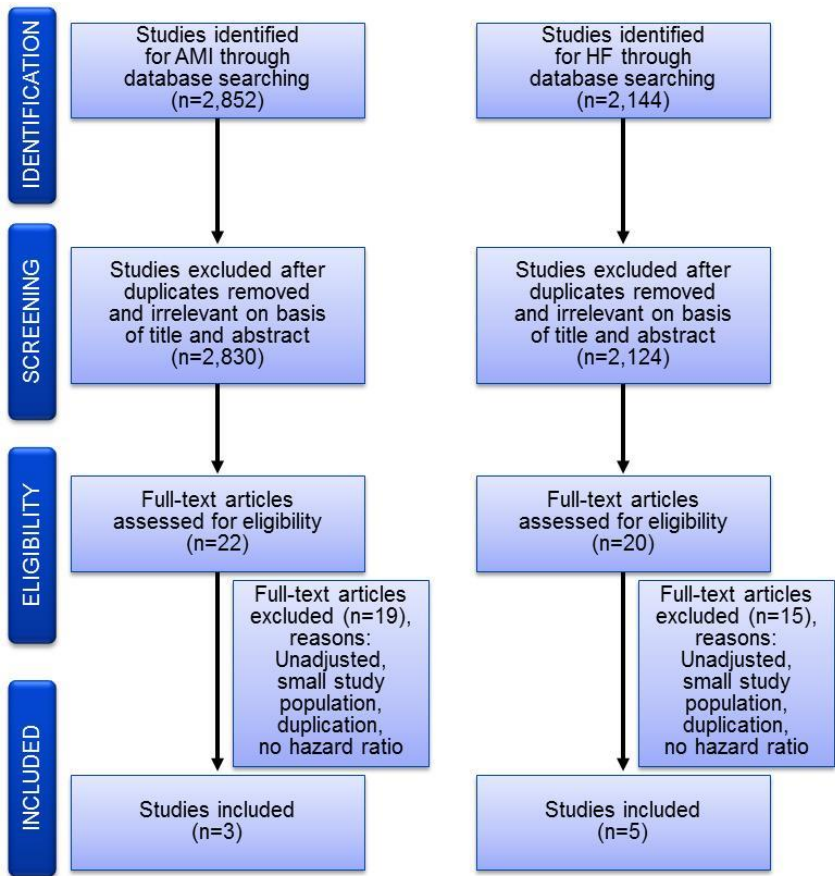 IDENTIFICATION
Studies identified
for AMI through
database searching
(n=2,852)
Studies identified
for HF through
database searching
(n=2,144)
SCREENING
Studies excluded after
duplicates removed
and irrelevant on basis
of title and abstract
(n=2,830)
Studies excluded after
duplicates removed
and irrelevant on basis
of title and abstract
(n=2,124)
ELIGIBILITY
Full-text articles
assessed for eligibility
(n=22)
Full-text articles
assessed for eligibility
(n=20)
Full-text articles
excluded (n=19),
reasons:
Unadjusted,
small study
population,
duplication,
no hazard ratio
Full-text articles
excluded (n=15),
reasons:
Unadjusted,
small study
population,
duplication,
no hazard ratio
INCLUDED
Studies included
(n=3)
Studies included
(n=5)